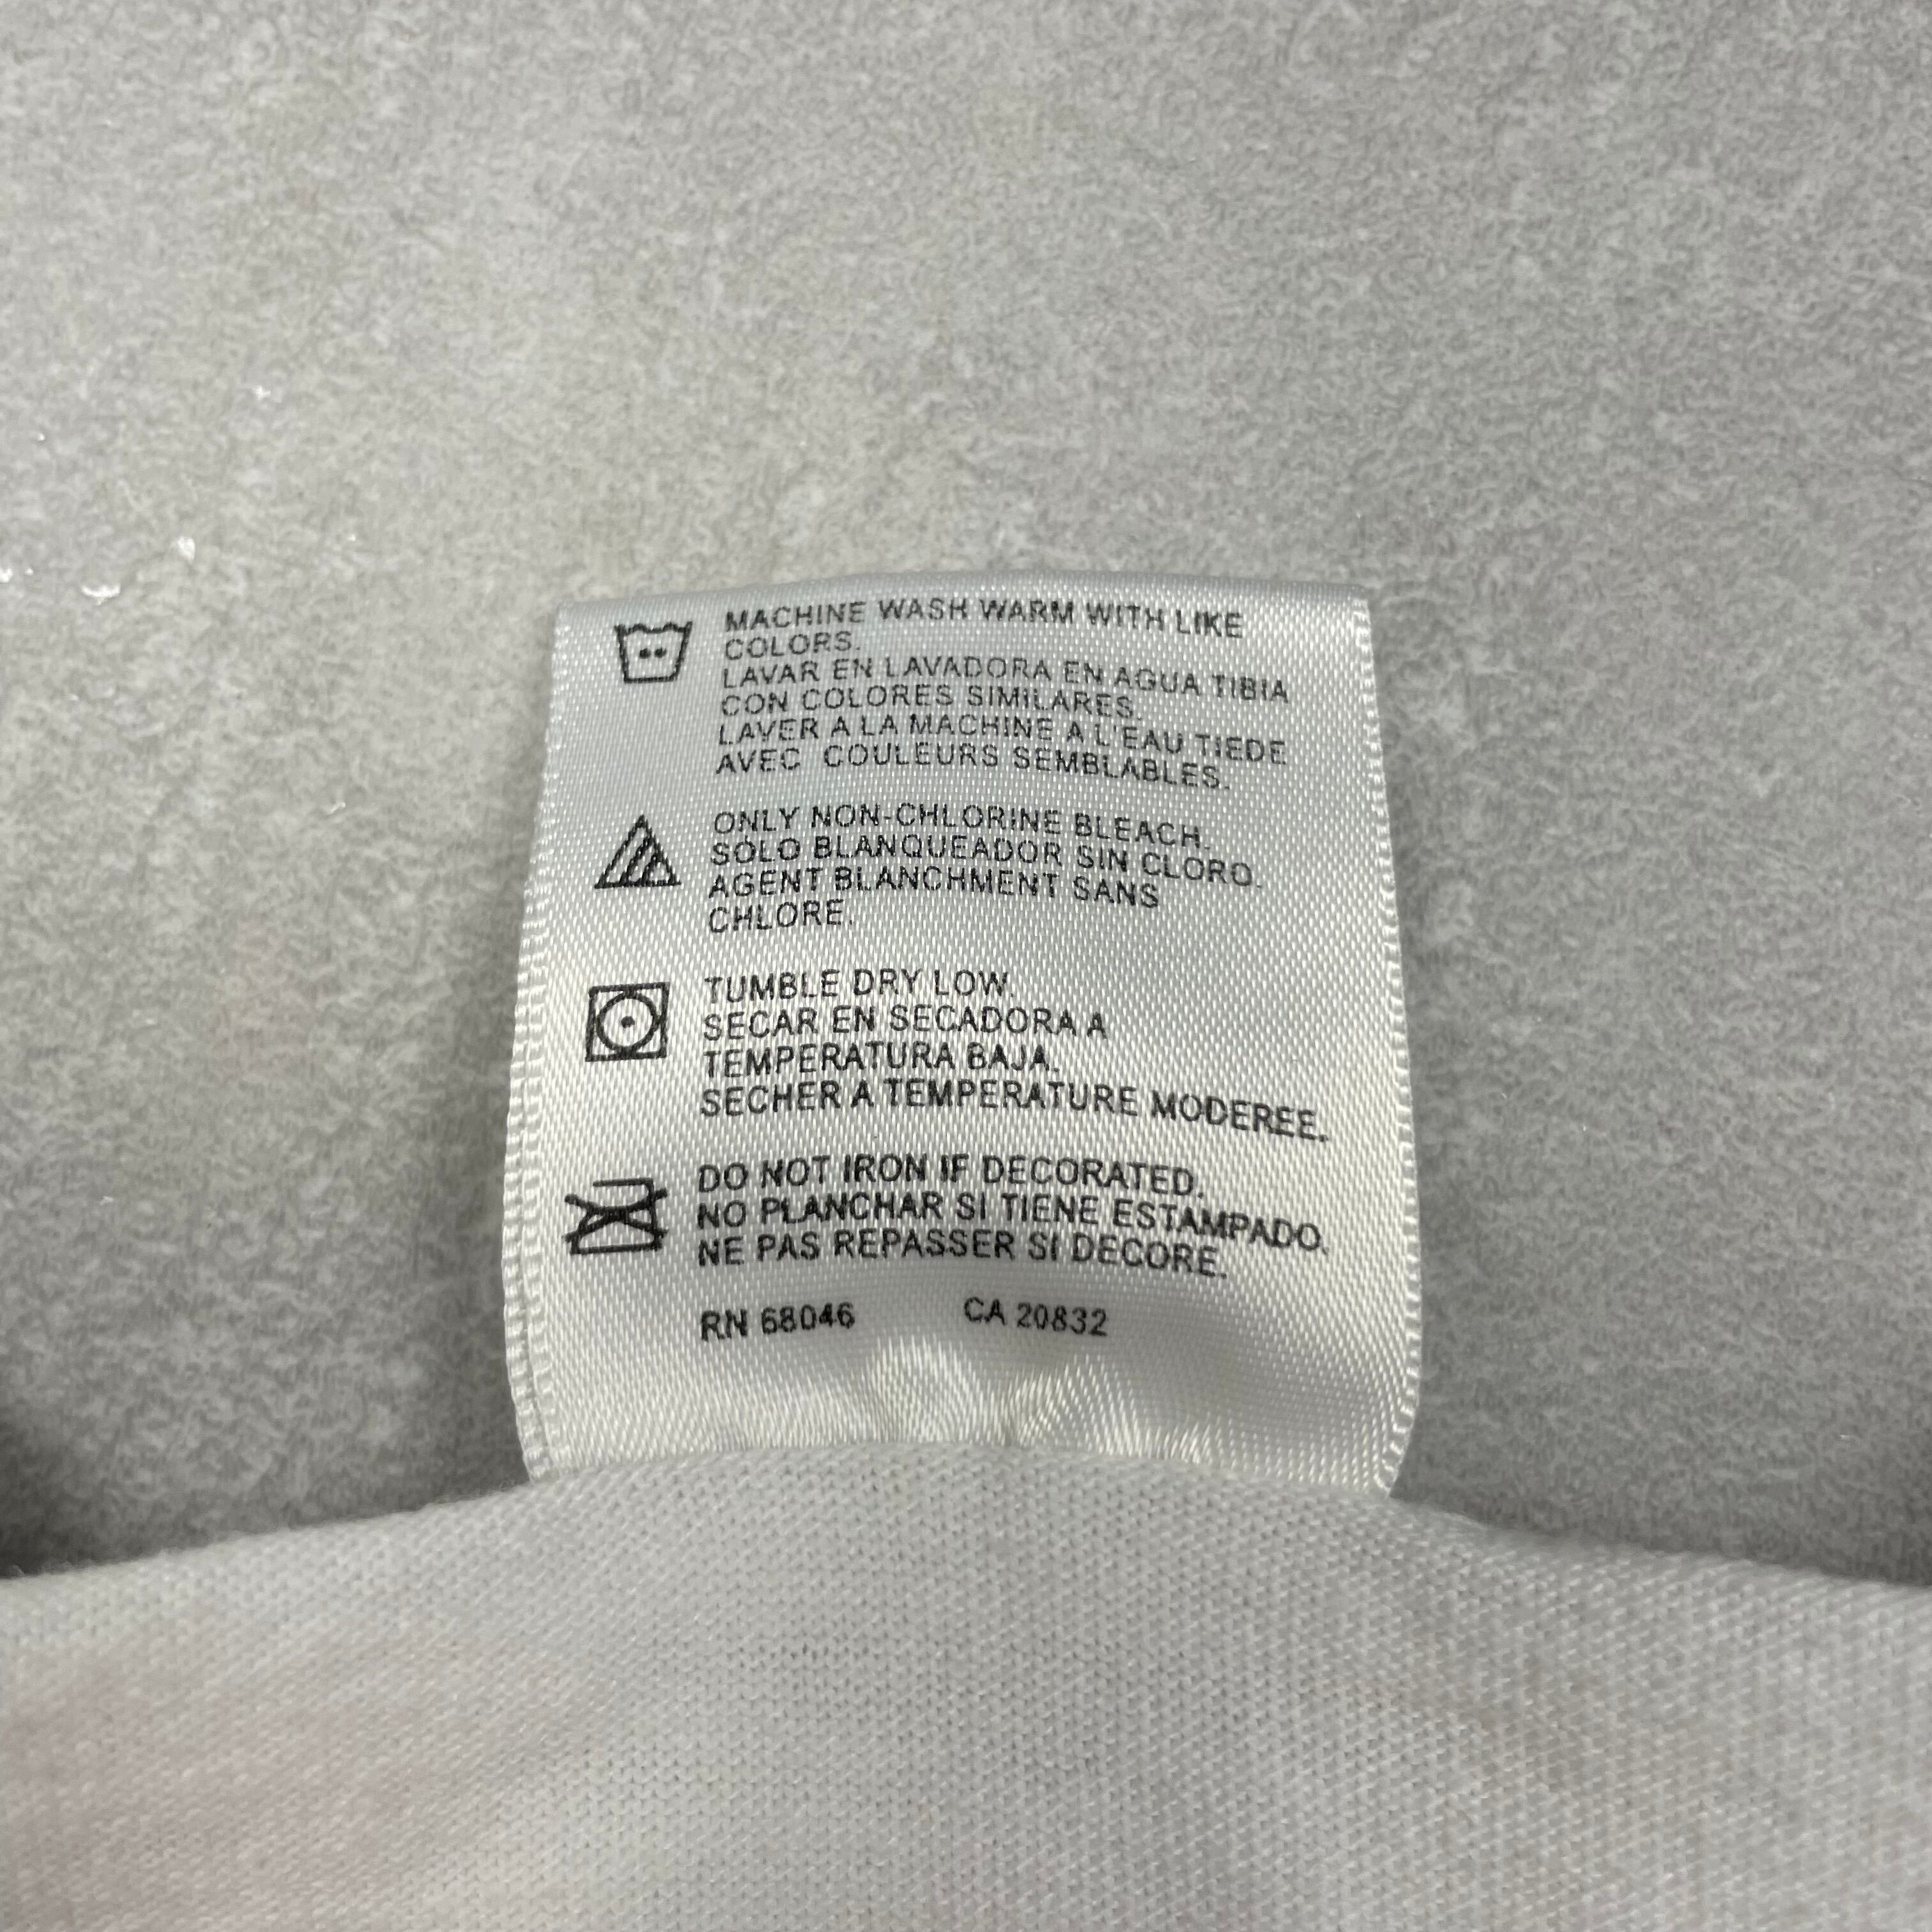 MACHINE WASH WARM WITH LIKE
COLORS.
LAVAR EN LAVADORA EN AGUA TIBIA
CON COLORES SIMILARES.
LAVER A LA MACHINE A L'EAU TIEDE
AVEC COULEURS SEMBLABLES.
ONLY NON-CHLORINE BLEACH.
SOLO BLANQUEADOR SIN CLORO.
AGENT BLANCHMENT SANS
CHLORE.
TUMBLE DRY LOW.
SECAR EN SECADORA A
TEMPERATURA BAJA.
SECHER A TEMPERATURE MODEREE.
DO NOT IRON IF DECORATED.
NO PLANCHAR SI TIENE ESTAMPADO.
NE PAS REPASSER SI DECORE.
RN 68046 CA 20832